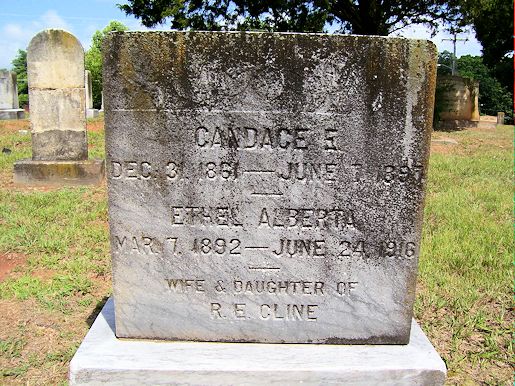 CANDACE E.
DEC. 31, 1861 — JUNE 7, 1897
ETHEL ALBERTA
MAR. 7, 1892 — JUNE 24, 1916
WIFE & DAUGHTER OF
R. E. CLINE